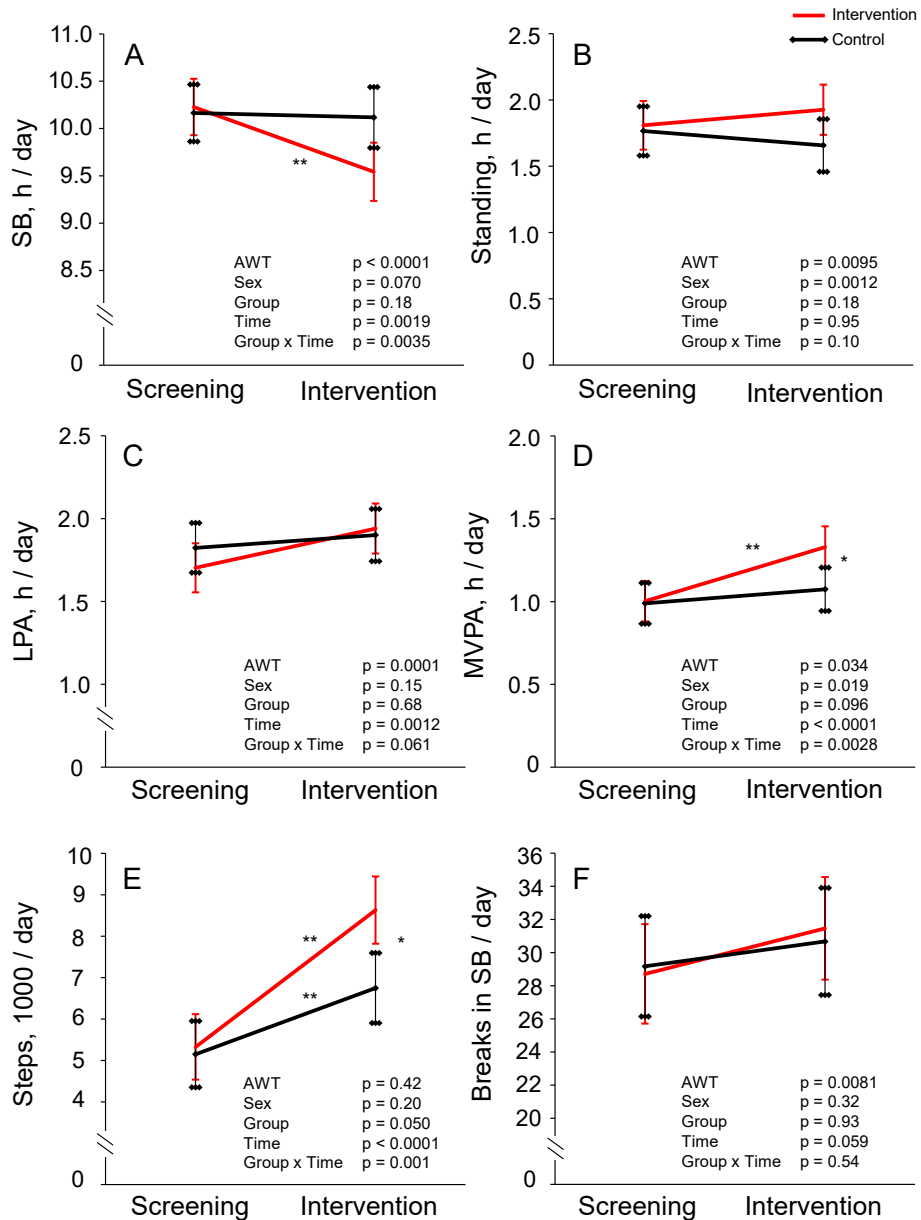 Intervention
Control
A
SB, h / day
10.5
10.0
9.5
9.0
8.5
0
**
AWT p < 0.0001
Sex p = 0.070
Group p = 0.18
Time p = 0.0019
Group x Time p = 0.0035
Screening Intervention
B
Standing, h / day
2.5
2.0
1.5
1.0
0.5
0
AWT p = 0.0095
Sex p = 0.0012
Group p = 0.18
Time p = 0.95
Group x Time p = 0.10
Screening Intervention
C
LPA, h / day
2.5
2.0
1.5
1.0
0
AWT p = 0.0001
Sex p = 0.15
Group p = 0.68
Time p = 0.0012
Group x Time p = 0.061
Screening Intervention
D
MVPA, h / day
2.0
1.5
1.0
0.5
0
**
*
AWT p = 0.034
Sex p = 0.019
Group p = 0.096
Time p < 0.0001
Group x Time p = 0.0028
Screening Intervention
E
Steps, 1000 / day
10
9
8
7
6
5
4
0
**
*
**
AWT p = 0.42
Sex p = 0.20
Group p = 0.050
Time p < 0.0001
Group x Time p = 0.001
Screening Intervention
F
Breaks in SB / day
36
34
32
30
28
26
24
22
20
0
AWT p = 0.0081
Sex p = 0.32
Group p = 0.93
Time p = 0.059
Group x Time p = 0.54
Screening Intervention